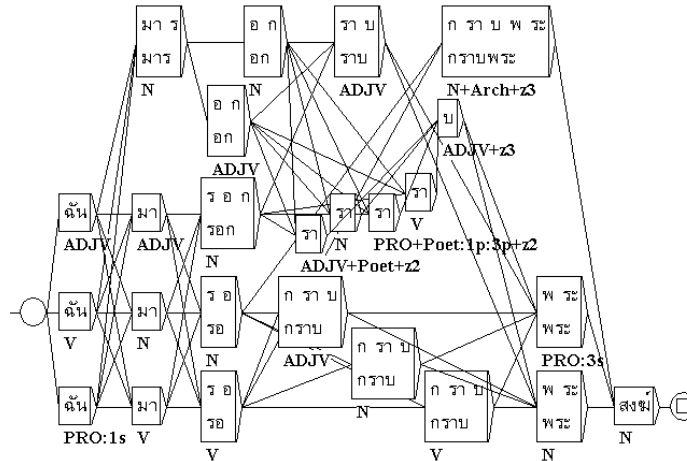 มา ร
มาร
N
อ ก
อก
N
รา บ
ราบ
ADJV
ก รา บ พ ระ
กราบพระ
N+Arch+z3
อ ก
อก
ADJV
บ
ADJV+z3
รา
V
ฉัน
ADJV
มา
ADJV
ร อ ก
รอก
N
รา
ADJV+Poet+z2
รา
N
รา
PRO+Poet:1p:3p+z2
ฉัน
V
มา
N
ร อ
รอ
N
ก รา บ
กราบ
ADJV
พ ระ
พระ
PRO:3s
ก รา บ
กราบ
N
ฉัน
PRO:1s
มา
V
ร อ
รอ
V
ก รา บ
กราบ
V
พ ระ
พระ
N
สงฆ์
N